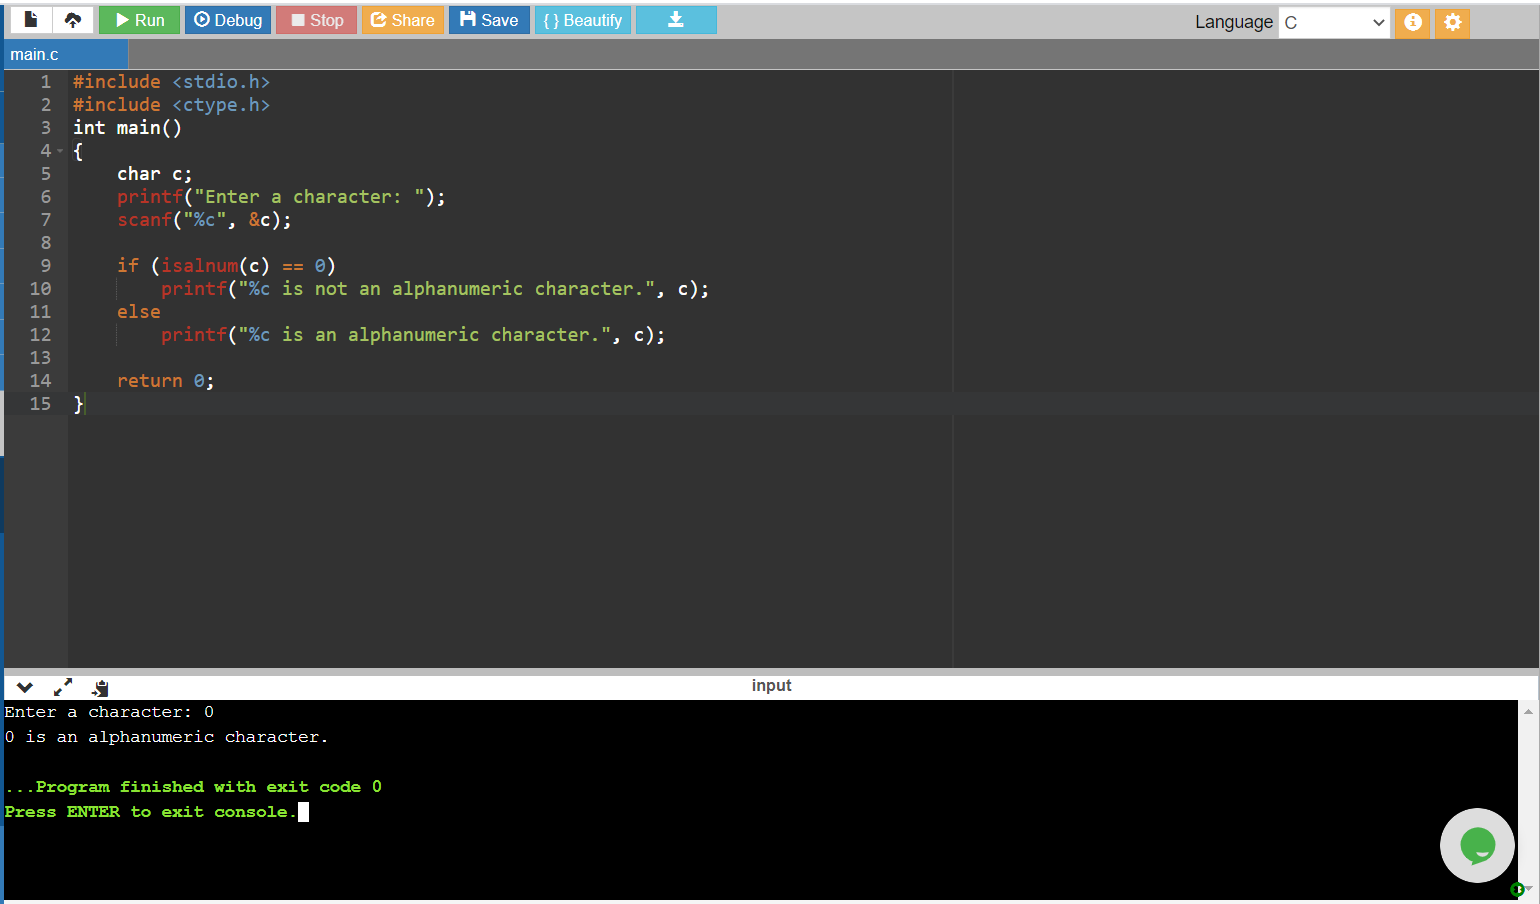 Run Debug Stop Share Save { } Beautify Language C
main.c
1 #include <stdio.h>
2 #include <ctype.h>
3 int main()
4 {
5     char c;
6     printf("Enter a character: ");
7     scanf("%c", &c);
8
9     if (isalnum(c) == 0)
10         printf("%c is not an alphanumeric character.", c);
11     else
12         printf("%c is an alphanumeric character.", c);
13
14     return 0;
15 }
input
Enter a character: 0
0 is an alphanumeric character.
...Program finished with exit code 0
Press ENTER to exit console.